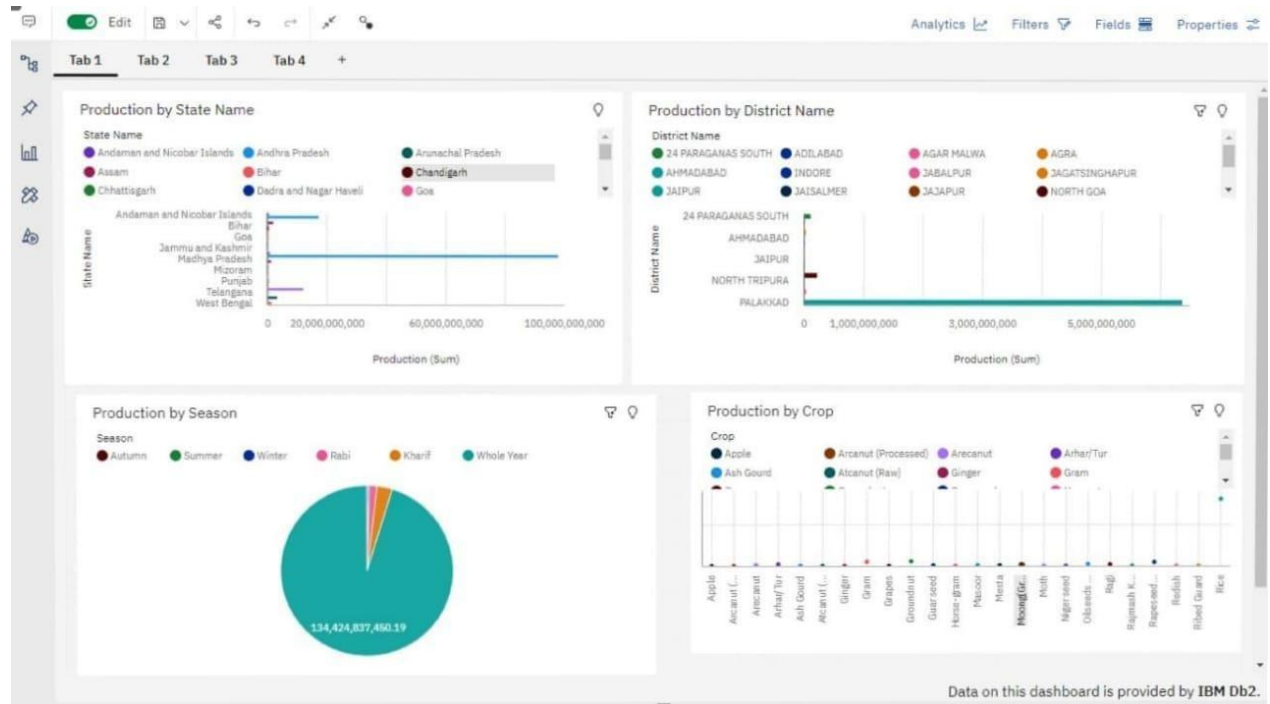 Edit
Analytics Filters Fields Properties
Tab 1 Tab 2 Tab 3 Tab 4 +
Production by State Name
State Name
Andaman and Nicobar Islands Andhra Pradesh Arunachal Pradesh
Assam Bihar Chandigarh
Chhattisgarh Dadra and Nagar Haveli Goa
State Name
Andaman and Nicobar Islands
Bihar
Goa
Jammu and Kashmir
Madhya Pradesh
Mizoram
Punjab
Telangana
West Bengal
0 20,000,000,000 60,000,000,000 100,000,000,000
Production (Sum)
Production by District Name
District Name
24 PARAGANAS SOUTH ADILABAD AGAR MALWA AGRA
AHMADABAD INDORE JABALPUR JAGATSINGHAPUR
JAIPUR JAISALMER JAJAPUR NORTH GOA
District Name
24 PARAGANAS SOUTH
AHMADABAD
JAIPUR
NORTH TRIPURA
PALAKKAD
0 1,000,000,000 3,000,000,000 5,000,000,000
Production (Sum)
Production by Season
Season
Autumn Summer Winter Rabi Kharif Whole Year
134,424,837,450.19
Production by Crop
Crop
Apple Arcanut (Processed) Arecanut Arhar/Tur
Ash Gourd Atcanut (Raw) Ginger Gram
Apple
Arcanut (...
Arecanut
Arhar/Tur
Ash Gourd
Atcanut (...
Ginger
Gram
Grapes
Groundnut
Guar seed
Horse-gram
Masoor
Mesta
Moong(Gr...
Moth
Niger seed
Oilseeds ...
Ragi
Rajmash K...
Rapeseed ...
Redish
Ribed Guard
Rice
Data on this dashboard is provided by IBM Db2.